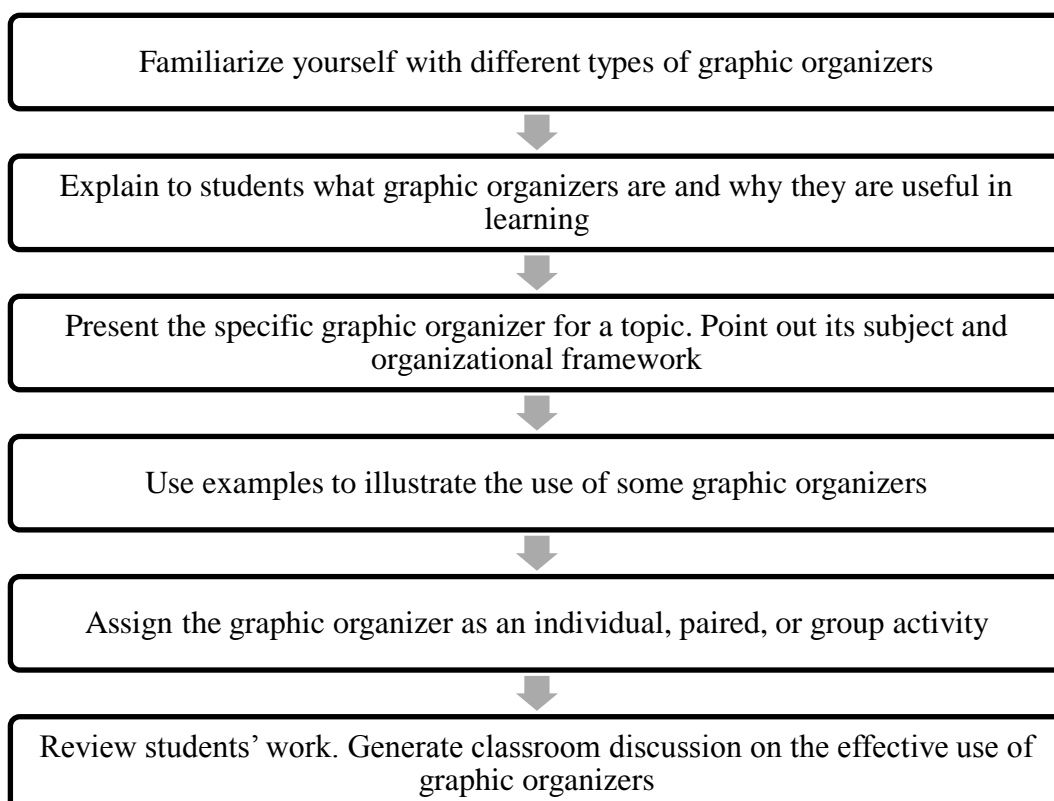 Familiarize yourself with different types of graphic organizers
Explain to students what graphic organizers are and why they are useful in
learning
Present the specific graphic organizer for a topic. Point out its subject and
organizational framework
Use examples to illustrate the use of some graphic organizers
Assign the graphic organizer as an individual, paired, or group activity
Review students’ work. Generate classroom discussion on the effective use of
graphic organizers